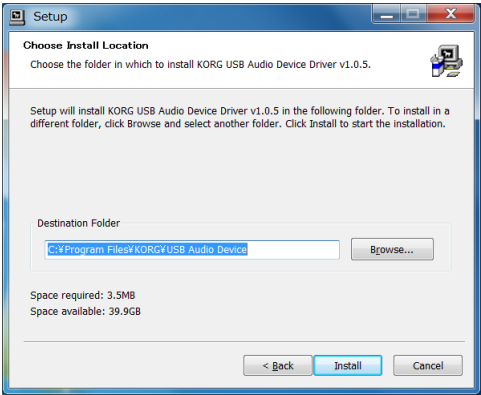 Setup
Choose Install Location
Choose the folder in which to install KORG USB Audio Device Driver v1.0.5.
Setup will install KORG USB Audio Device Driver v1.0.5 in the following folder. To install in a
different folder, click Browse and select another folder. Click Install to start the installation.
Destination Folder
C:¥Program Files¥KORG¥USB Audio Device
Browse...
Space required: 3.5MB
Space available: 39.9GB
< Back
Install
Cancel